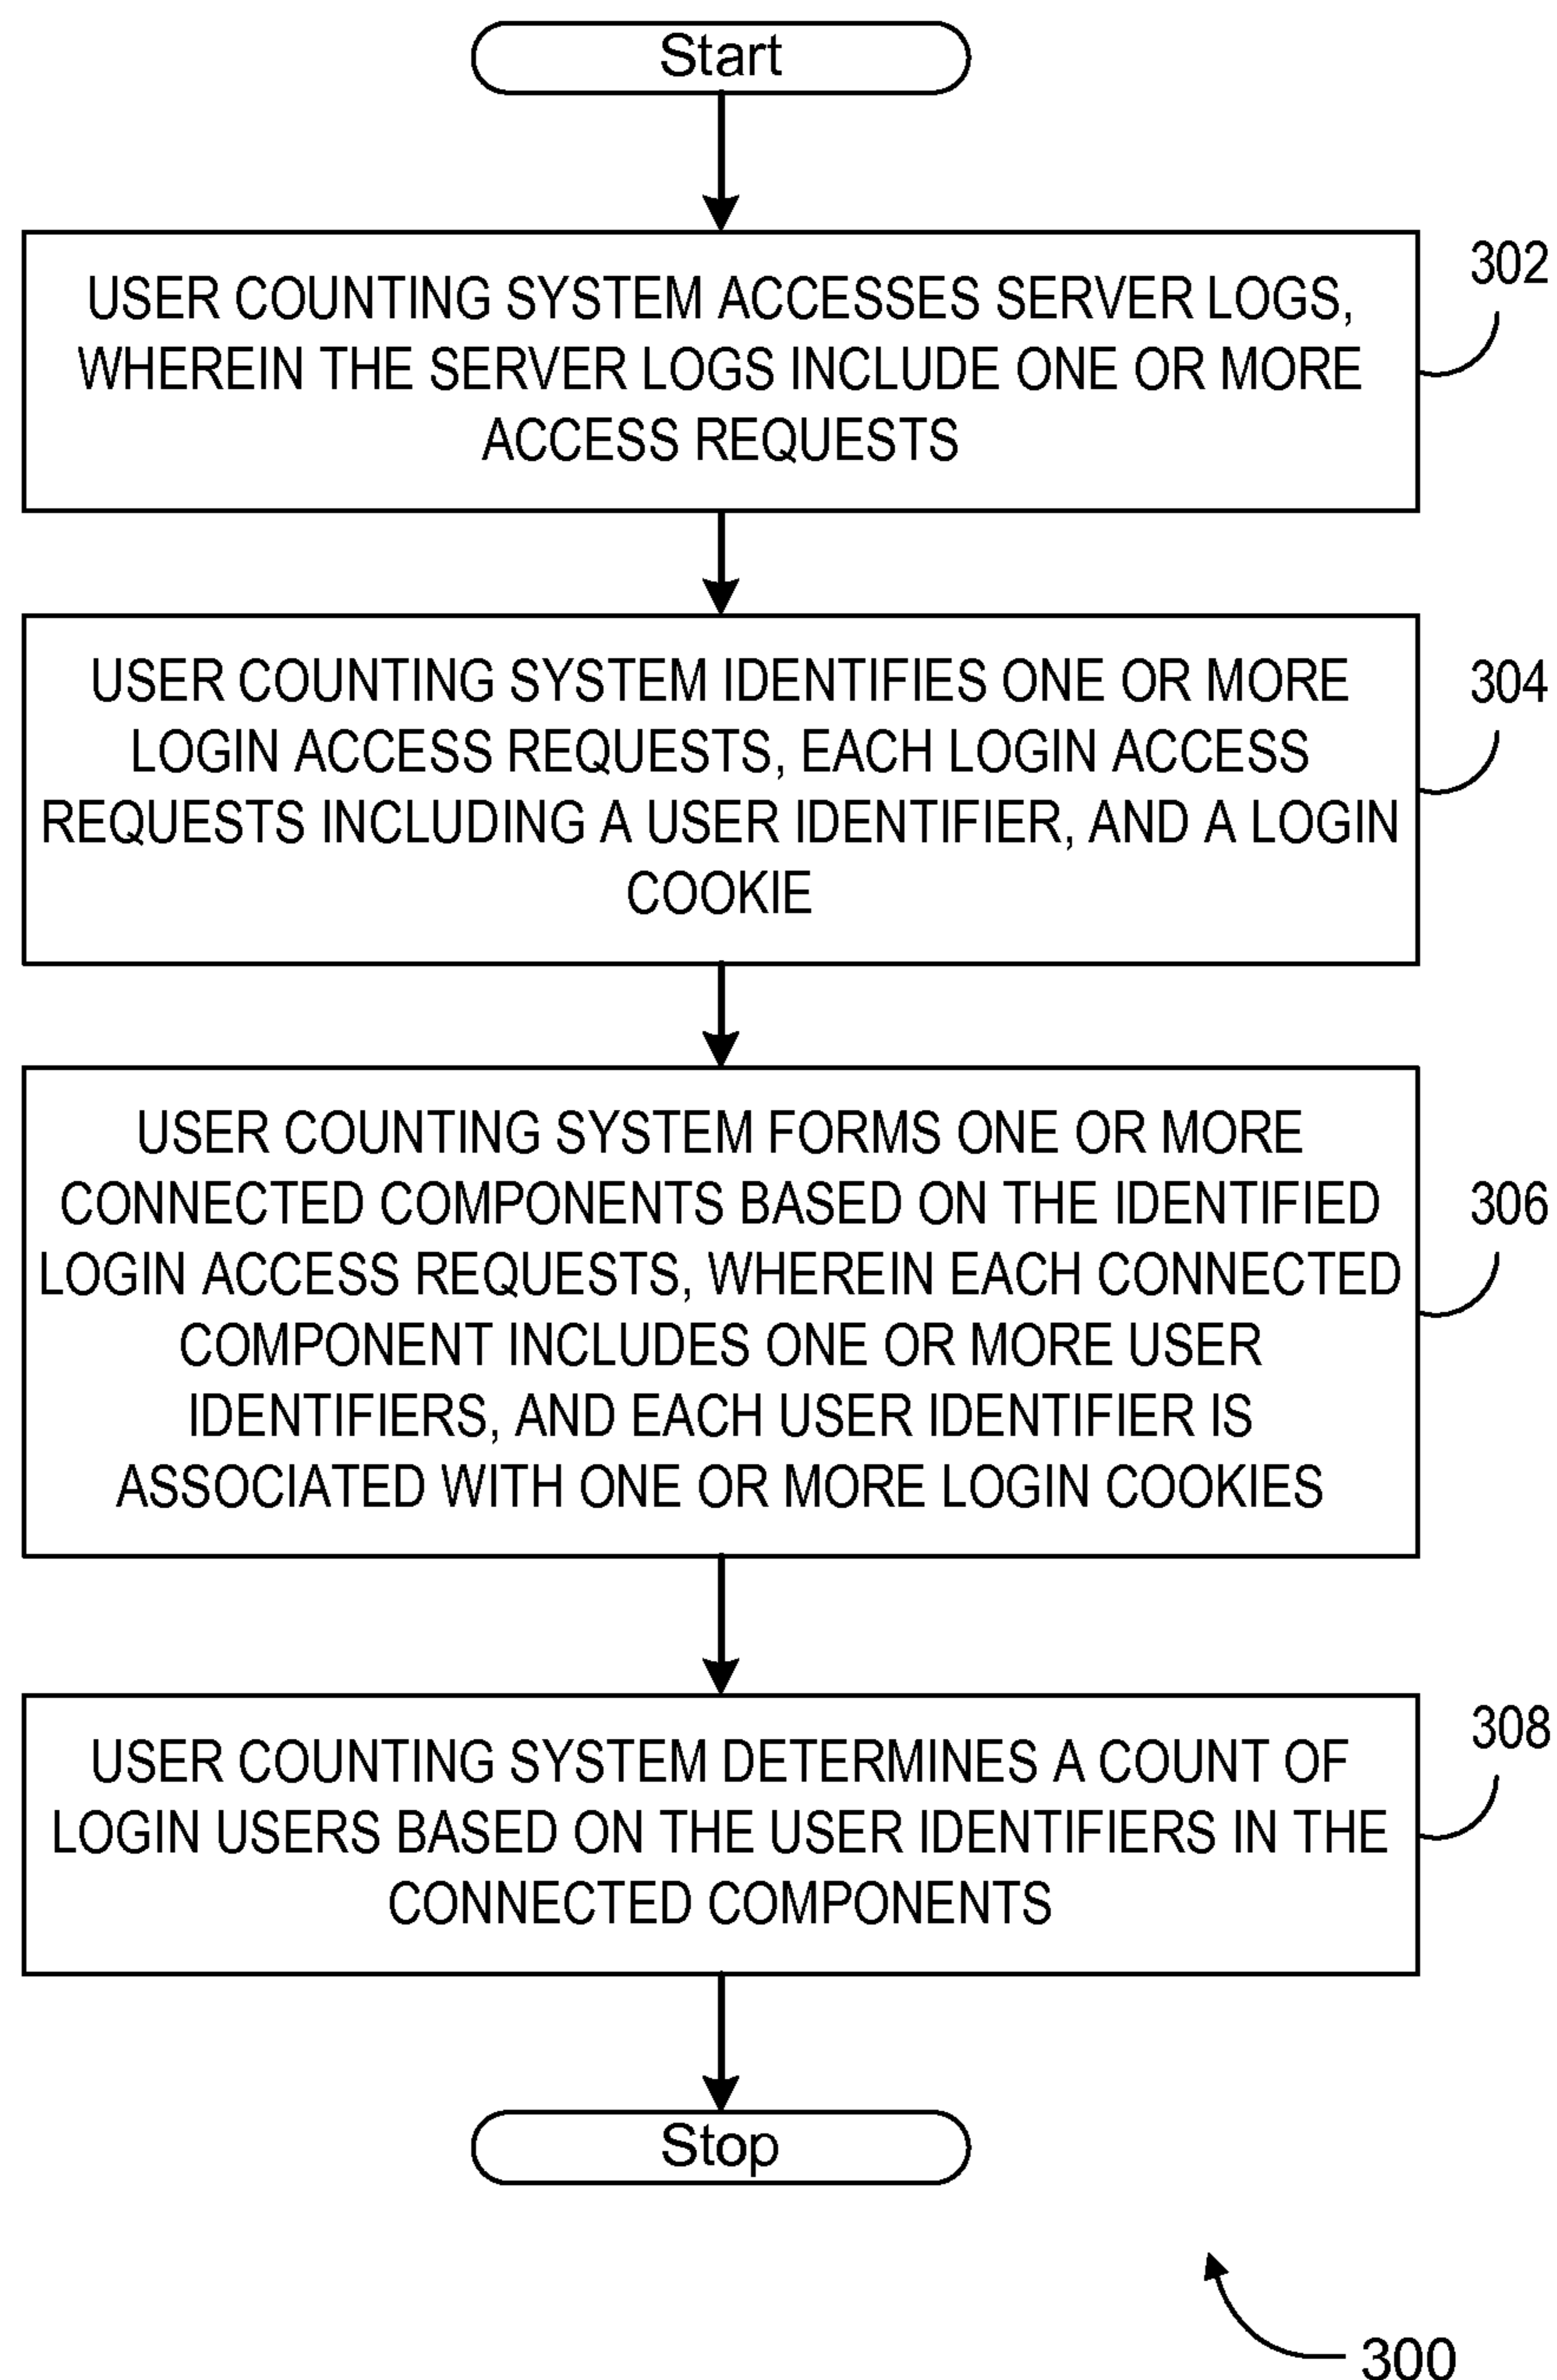 Start
USER COUNTING SYSTEM ACCESSES SERVER LOGS,
WHEREIN THE SERVER LOGS INCLUDE ONE OR MORE
ACCESS REQUESTS
302
USER COUNTING SYSTEM IDENTIFIES ONE OR MORE
LOGIN ACCESS REQUESTS, EACH LOGIN ACCESS
REQUESTS INCLUDING A USER IDENTIFIER, AND A LOGIN
COOKIE
304
USER COUNTING SYSTEM FORMS ONE OR MORE
CONNECTED COMPONENTS BASED ON THE IDENTIFIED
LOGIN ACCESS REQUESTS, WHEREIN EACH CONNECTED
COMPONENT INCLUDES ONE OR MORE USER
IDENTIFIERS, AND EACH USER IDENTIFIER IS
ASSOCIATED WITH ONE OR MORE LOGIN COOKIES
306
USER COUNTING SYSTEM DETERMINES A COUNT OF
LOGIN USERS BASED ON THE USER IDENTIFIERS IN THE
CONNECTED COMPONENTS
308
Stop
300